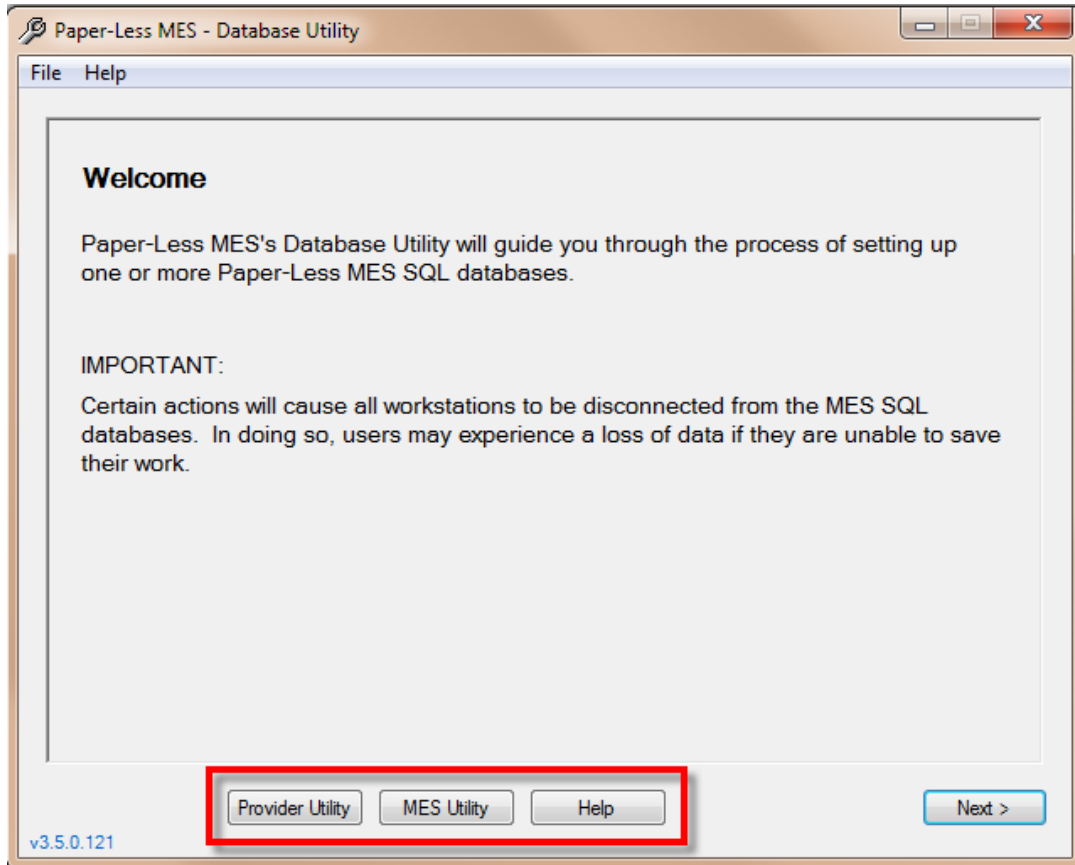 Paper-Less MES - Database Utility
File Help
Welcome
Paper-Less MES's Database Utility will guide you through the process of setting up
one or more Paper-Less MES SQL databases.
IMPORTANT:
Certain actions will cause all workstations to be disconnected from the MES SQL
databases. In doing so, users may experience a loss of data if they are unable to save
their work.
Provider Utility MES Utility Help Next >
v3.5.0.121